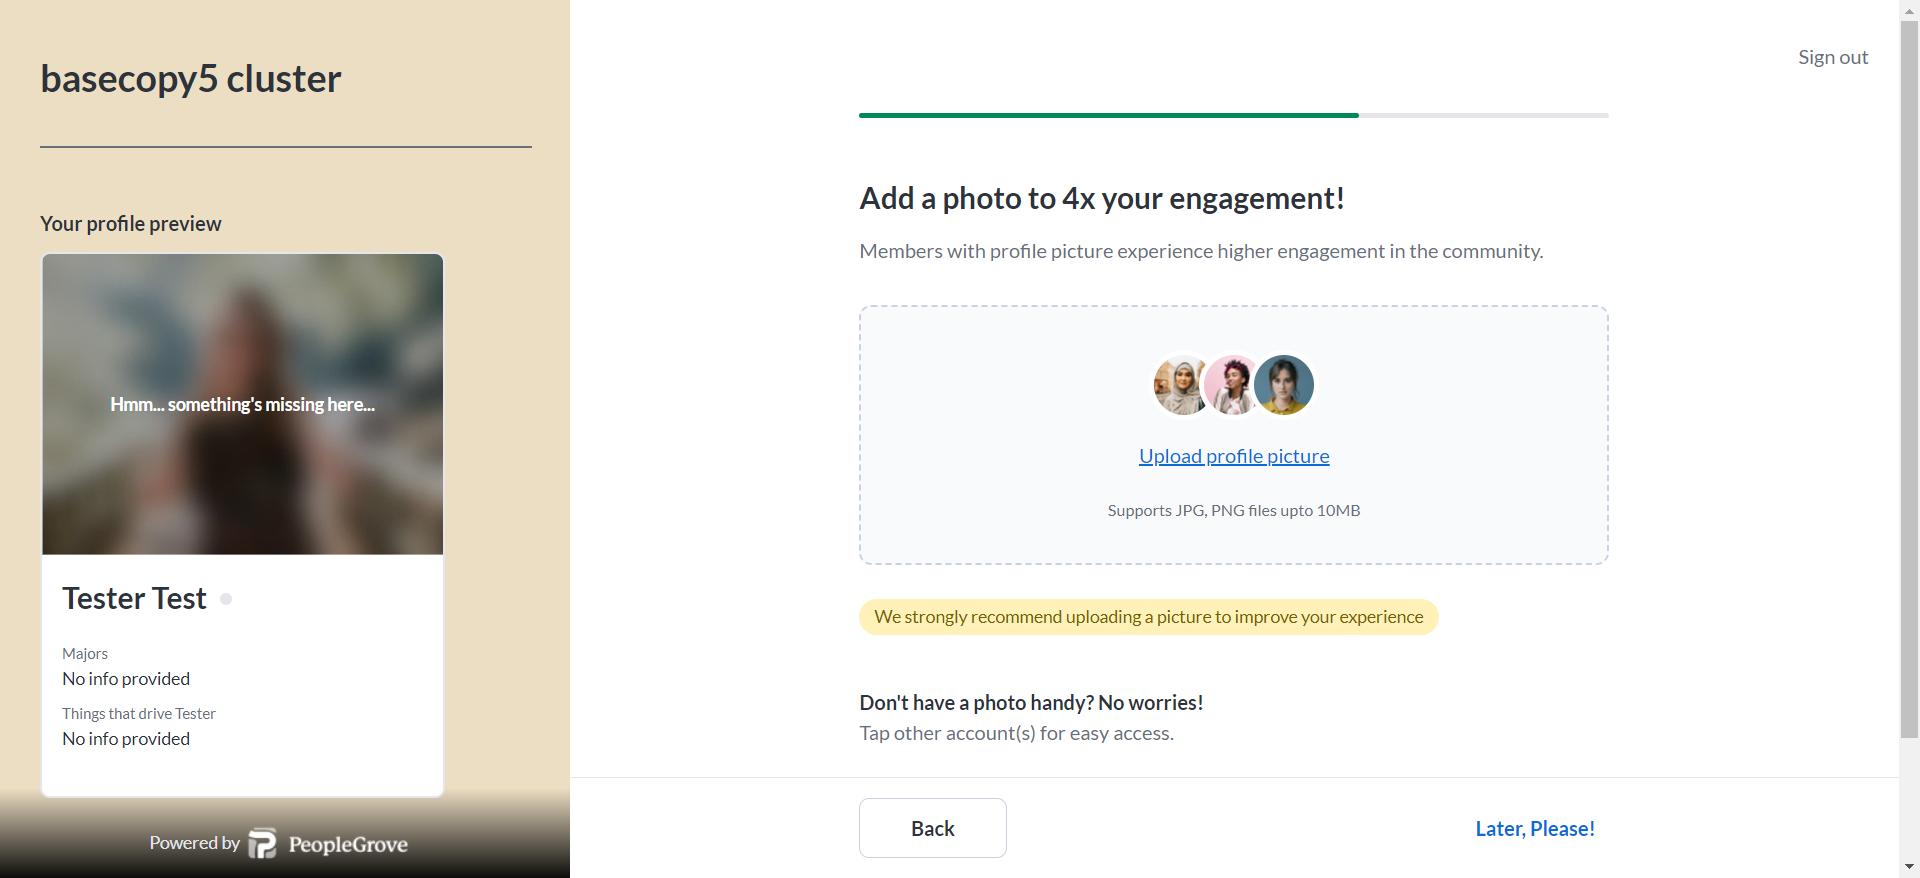 basecopy5 cluster
Your profile preview
Hmm... something's missing here...
Tester Test
Majors
No info provided
Things that drive Tester
No info provided
Powered by PeopleGrove
Sign out
Add a photo to 4x your engagement!
Members with profile picture experience higher engagement in the community.
Upload profile picture
Supports JPG, PNG files upto 10MB
We strongly recommend uploading a picture to improve your experience
Don't have a photo handy? No worries!
Tap other account(s) for easy access.
Back
Later, Please!